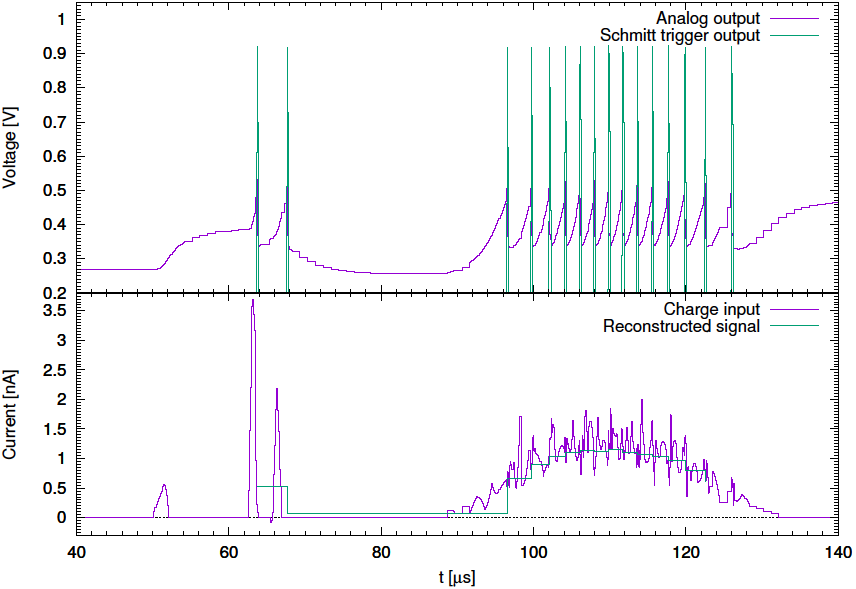 Analog output
Schmitt trigger output
1
0.9
0.8
0.7
0.6
0.5
0.4
0.3
0.2
Voltage [V]
Charge input
Reconstructed signal
3.5
3
2.5
2
1.5
1
0.5
0
Current [nA]
40 60 80 100 120 140
t [μs]